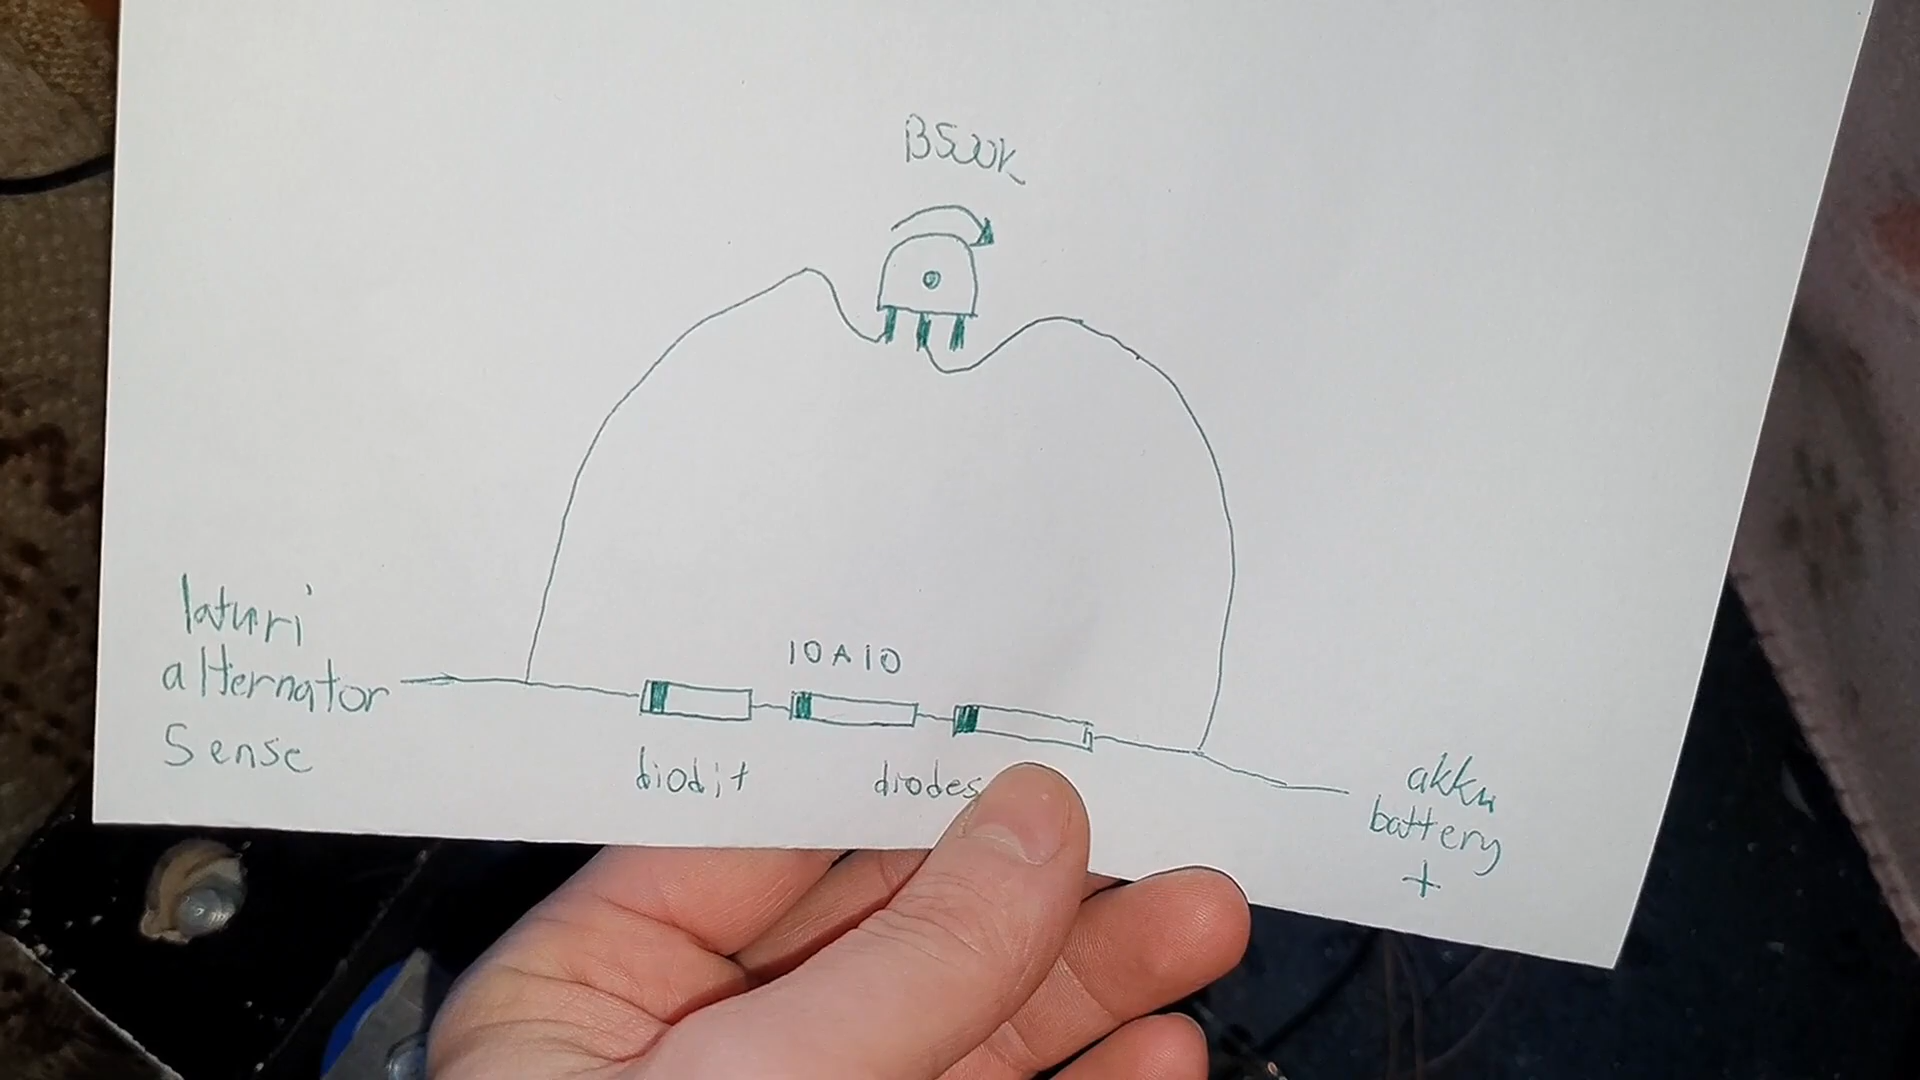 B500K
laturi
alternator
Sense
10A10
diodit
diodes
akku
battery
+